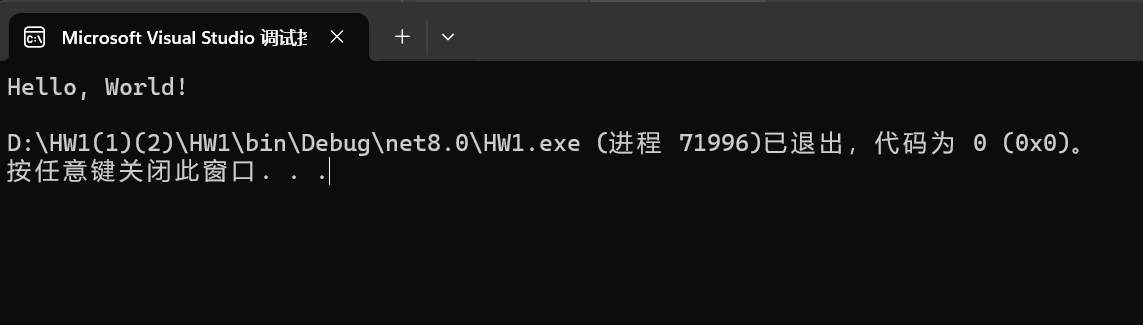 Microsoft Visual Studio 调试
Hello, World!
D:\HW1(1)(2)\HW1\bin\Debug\net8.0\HW1.exe (进程 71996)已退出，代码为 0 (0x0)。
按任意键关闭此窗口. . .